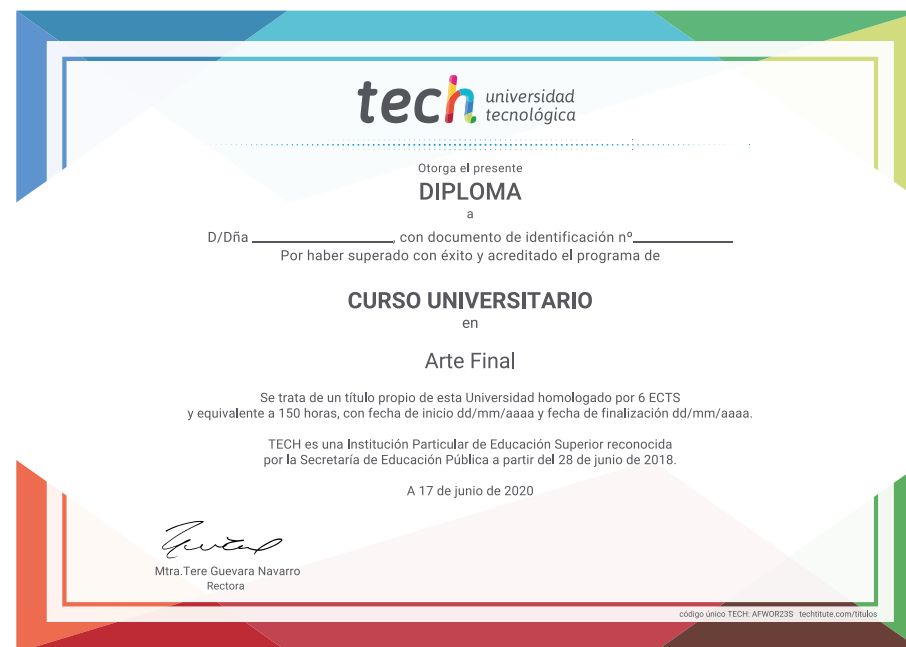 tech universidad
tecnológica
Otorga el presente
DIPLOMA
a
D/Dña ____________________, con documento de identificación nº______________
Por haber superado con éxito y acreditado el programa de
CURSO UNIVERSITARIO
en
Arte Final
Se trata de un título propio de esta Universidad homologado por 6 ECTS
y equivalente a 150 horas, con fecha de inicio dd/mm/aaaa y fecha de finalización dd/mm/aaaa.
TECH es una Institución Particular de Educación Superior reconocida
por la Secretaría de Educación Pública a partir del 28 de junio de 2018.
A 17 de junio de 2020
Mtra.Tere Guevara Navarro
Rectora
código único TECH: AFWOR23S techtitute.com/titulos